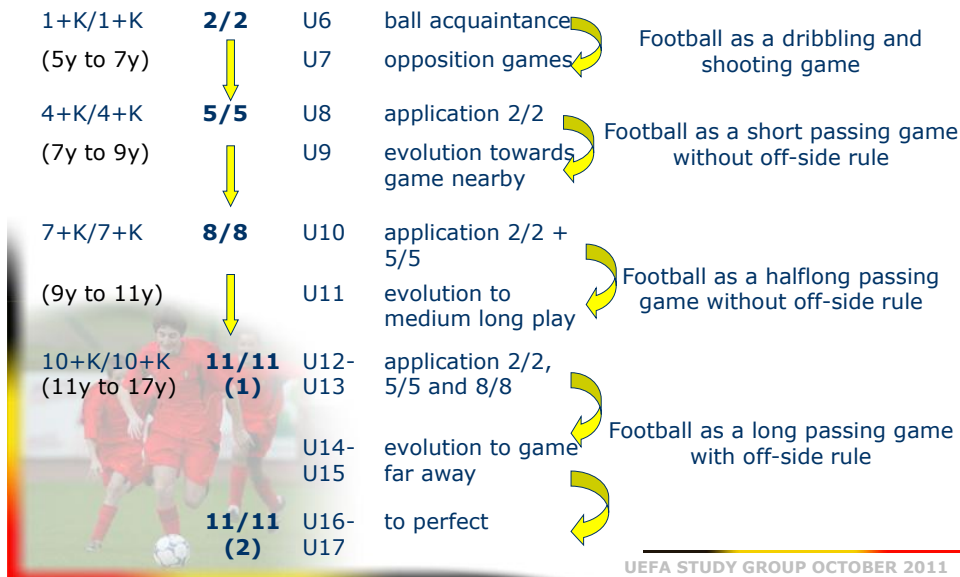 1+K/1+K 2/2 U6 ball acquaintance
(5y to 7y) U7 opposition games
Football as a dribbling and
shooting game
4+K/4+K 5/5 U8 application 2/2
(7y to 9y) U9 evolution towards
game nearby
Football as a short passing game
without off-side rule
7+K/7+K 8/8 U10 application 2/2 +
5/5
(9y to 11y) U11 evolution to
medium long play
Football as a halflong passing
game without off-side rule
10+K/10+K 11/11 U12- application 2/2,
(11y to 17y) (1) U13 5/5 and 8/8
U14- evolution to game
U15 far away
Football as a long passing game
with off-side rule
11/11 U16- to perfect
(2) U17
UEFA STUDY GROUP OCTOBER 2011